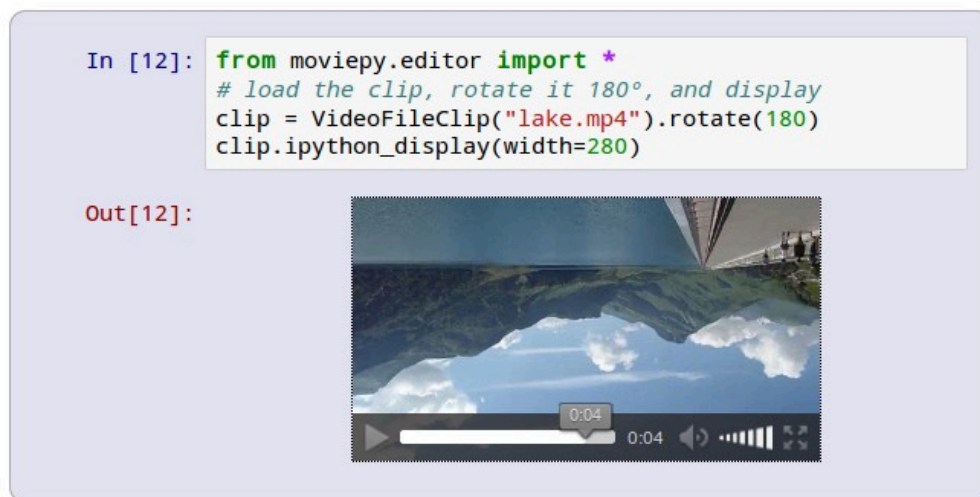 In [12]: from moviepy.editor import *
# load the clip, rotate it 180º, and display
clip = VideoFileClip("lake.mp4").rotate(180)
clip.ipython_display(width=280)
Out[12]:
0:04
0:04